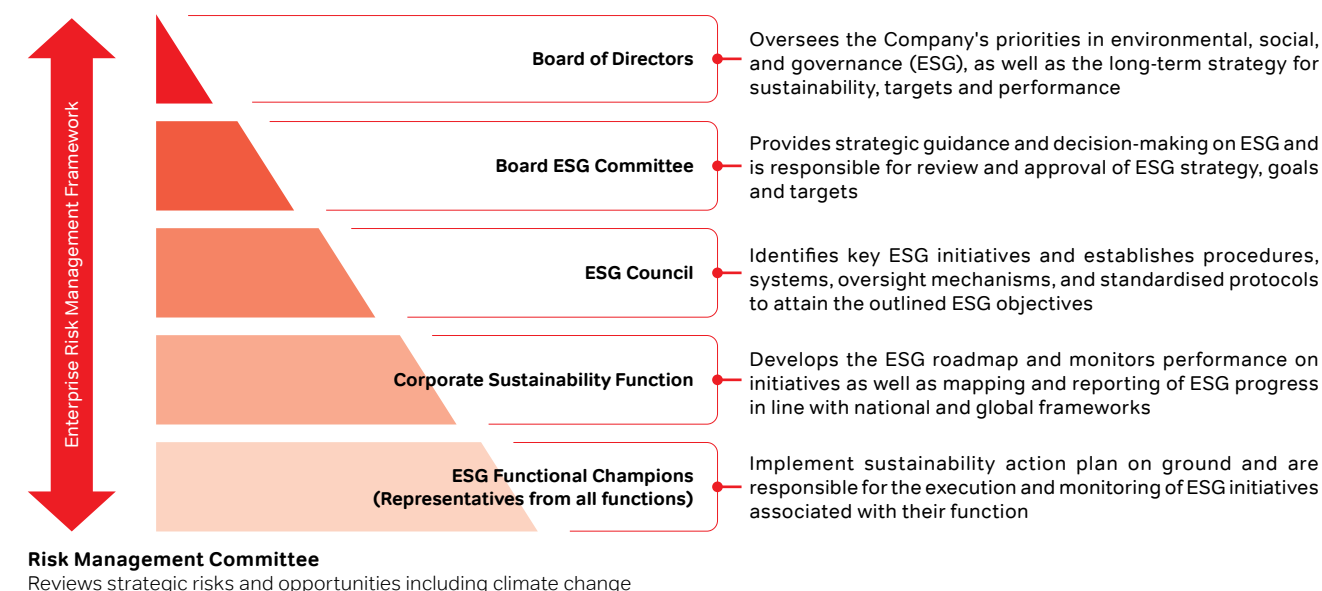 Enterprise Risk Management Framework
Board of Directors
Oversees the Company's priorities in environmental, social,
and governance (ESG), as well as the long-term strategy for
sustainability, targets and performance
Board ESG Committee
Provides strategic guidance and decision-making on ESG and
is responsible for review and approval of ESG strategy, goals
and targets
ESG Council
Identifies key ESG initiatives and establishes procedures,
systems, oversight mechanisms, and standardised protocols
to attain the outlined ESG objectives
Corporate Sustainability Function
Develops the ESG roadmap and monitors performance on
initiatives as well as mapping and reporting of ESG progress
in line with national and global frameworks
ESG Functional Champions
(Representatives from all functions)
Implement sustainability action plan on ground and are
responsible for the execution and monitoring of ESG initiatives
associated with their function
Risk Management Committee
Reviews strategic risks and opportunities including climate change